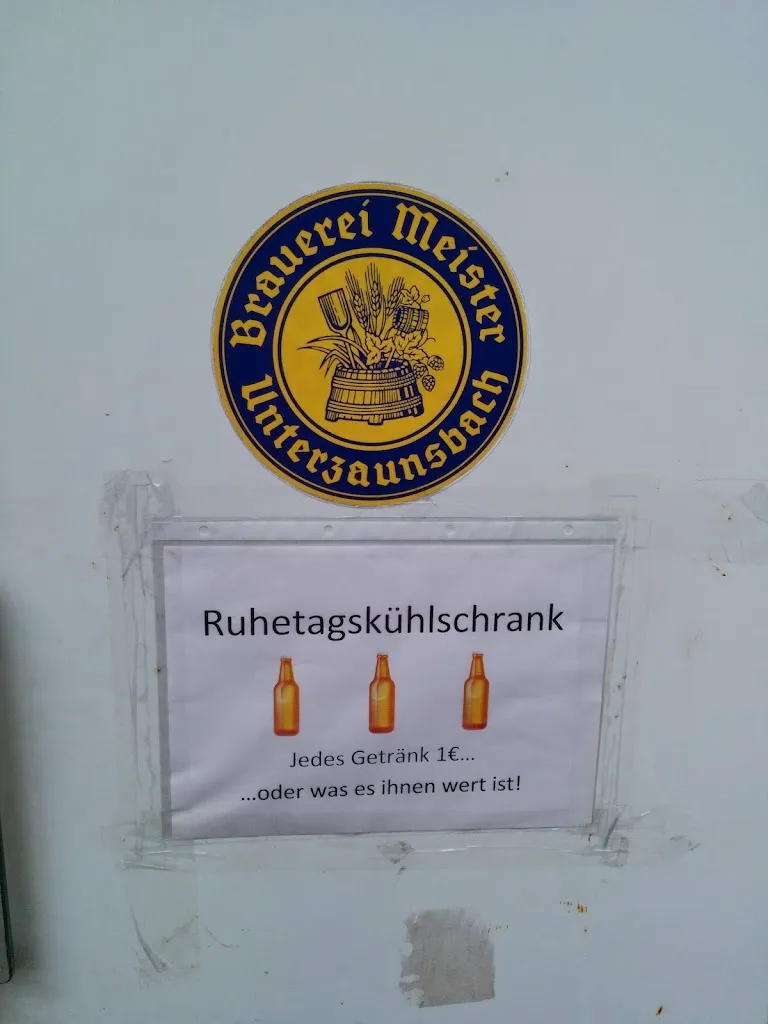 Brauerei Meister
Unterzaunsbach
Ruhetagskühlschrank
Jedes Getränk 1€...
...oder was es ihnen wert ist!